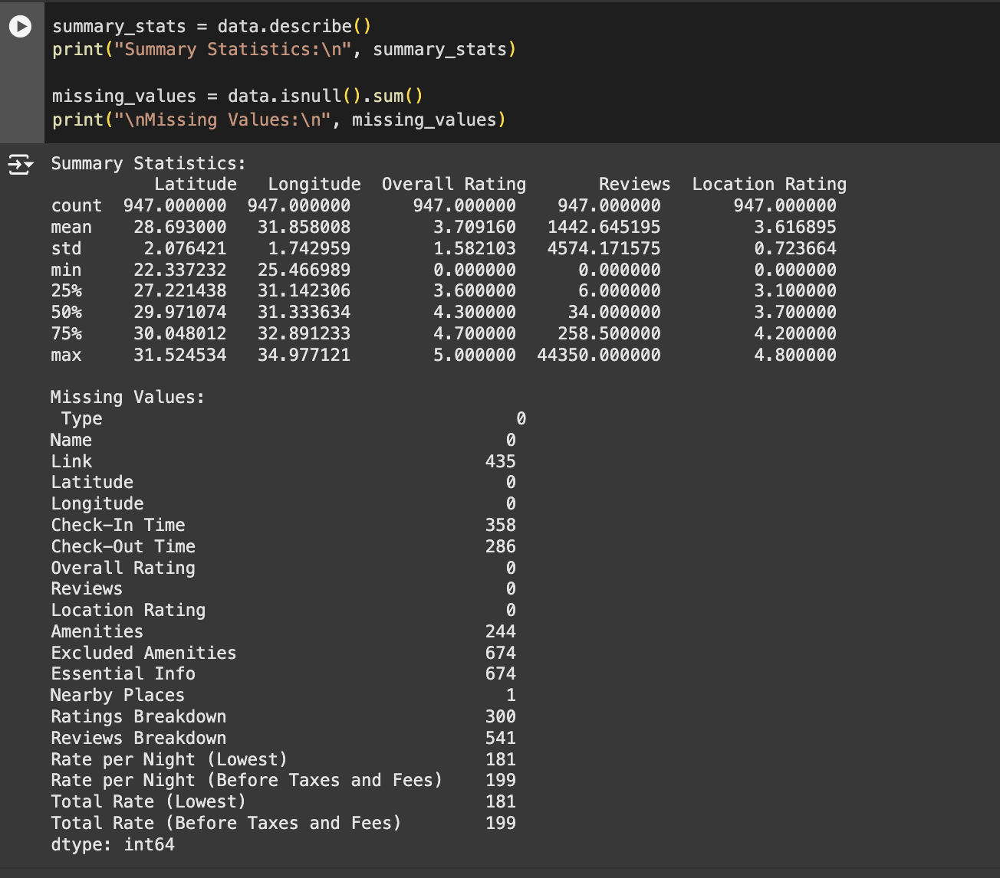 summary_stats = data.describe()
print("Summary Statistics:\n", summary_stats)

missing_values = data.isnull().sum()
print("\nMissing Values:\n", missing_values)

Summary Statistics:
          Latitude   Longitude  Overall Rating       Reviews  Location Rating
count  947.000000  947.000000      947.000000    947.000000       947.000000
mean    28.693000   31.858008        3.709160   1442.645195         3.616895
std      2.076421    1.742959        1.582103   4574.171575         0.723664
min     22.337232   25.466989        0.000000      0.000000         0.000000
25%     27.221438   31.142306        3.600000      6.000000         3.100000
50%     29.971074   31.333634        4.300000     34.000000         3.700000
75%     30.048012   32.891233        4.700000    258.500000         4.200000
max     31.524534   34.977121        5.000000  44350.000000         4.800000

Missing Values:
 Type                                        0
Name                                       0
Link                                     435
Latitude                                   0
Longitude                                  0
Check-In Time                            358
Check-Out Time                           286
Overall Rating                             0
Reviews                                    0
Location Rating                            0
Amenities                                244
Excluded Amenities                       674
Essential Info                           674
Nearby Places                              1
Ratings Breakdown                        300
Reviews Breakdown                        541
Rate per Night (Lowest)                  181
Rate per Night (Before Taxes and Fees)    199
Total Rate (Lowest)                      181
Total Rate (Before Taxes and Fees)       199
dtype: int64